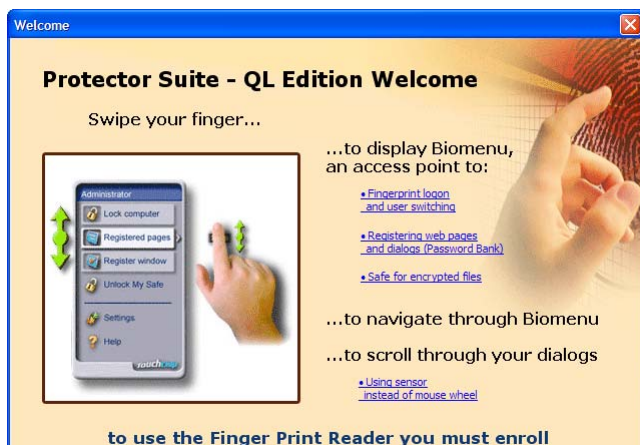 Welcome
Protector Suite - QL Edition Welcome
Swipe your finger...
Administrator
Lock computer
Registered pages
Register window
Unlock My Safe
Settings
Help
TouchChip
...to display Biomenu,
an access point to:
• Fingerprint logon
and user switching
• Registering web pages
and dialogs (Password Bank)
• Safe for encrypted files
...to navigate through Biomenu
...to scroll through your dialogs
• Using sensor
instead of mouse wheel
to use the Finger Print Reader you must enroll